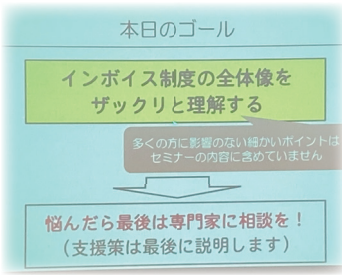 本日のゴール
インボイス制度の全体像を
ザックリと理解する
多くの方に影響のない細かいポイントは
セミナーの内容に含めていません
悩んだら最後は専門家に相談を！
（支援策は最後に説明します）